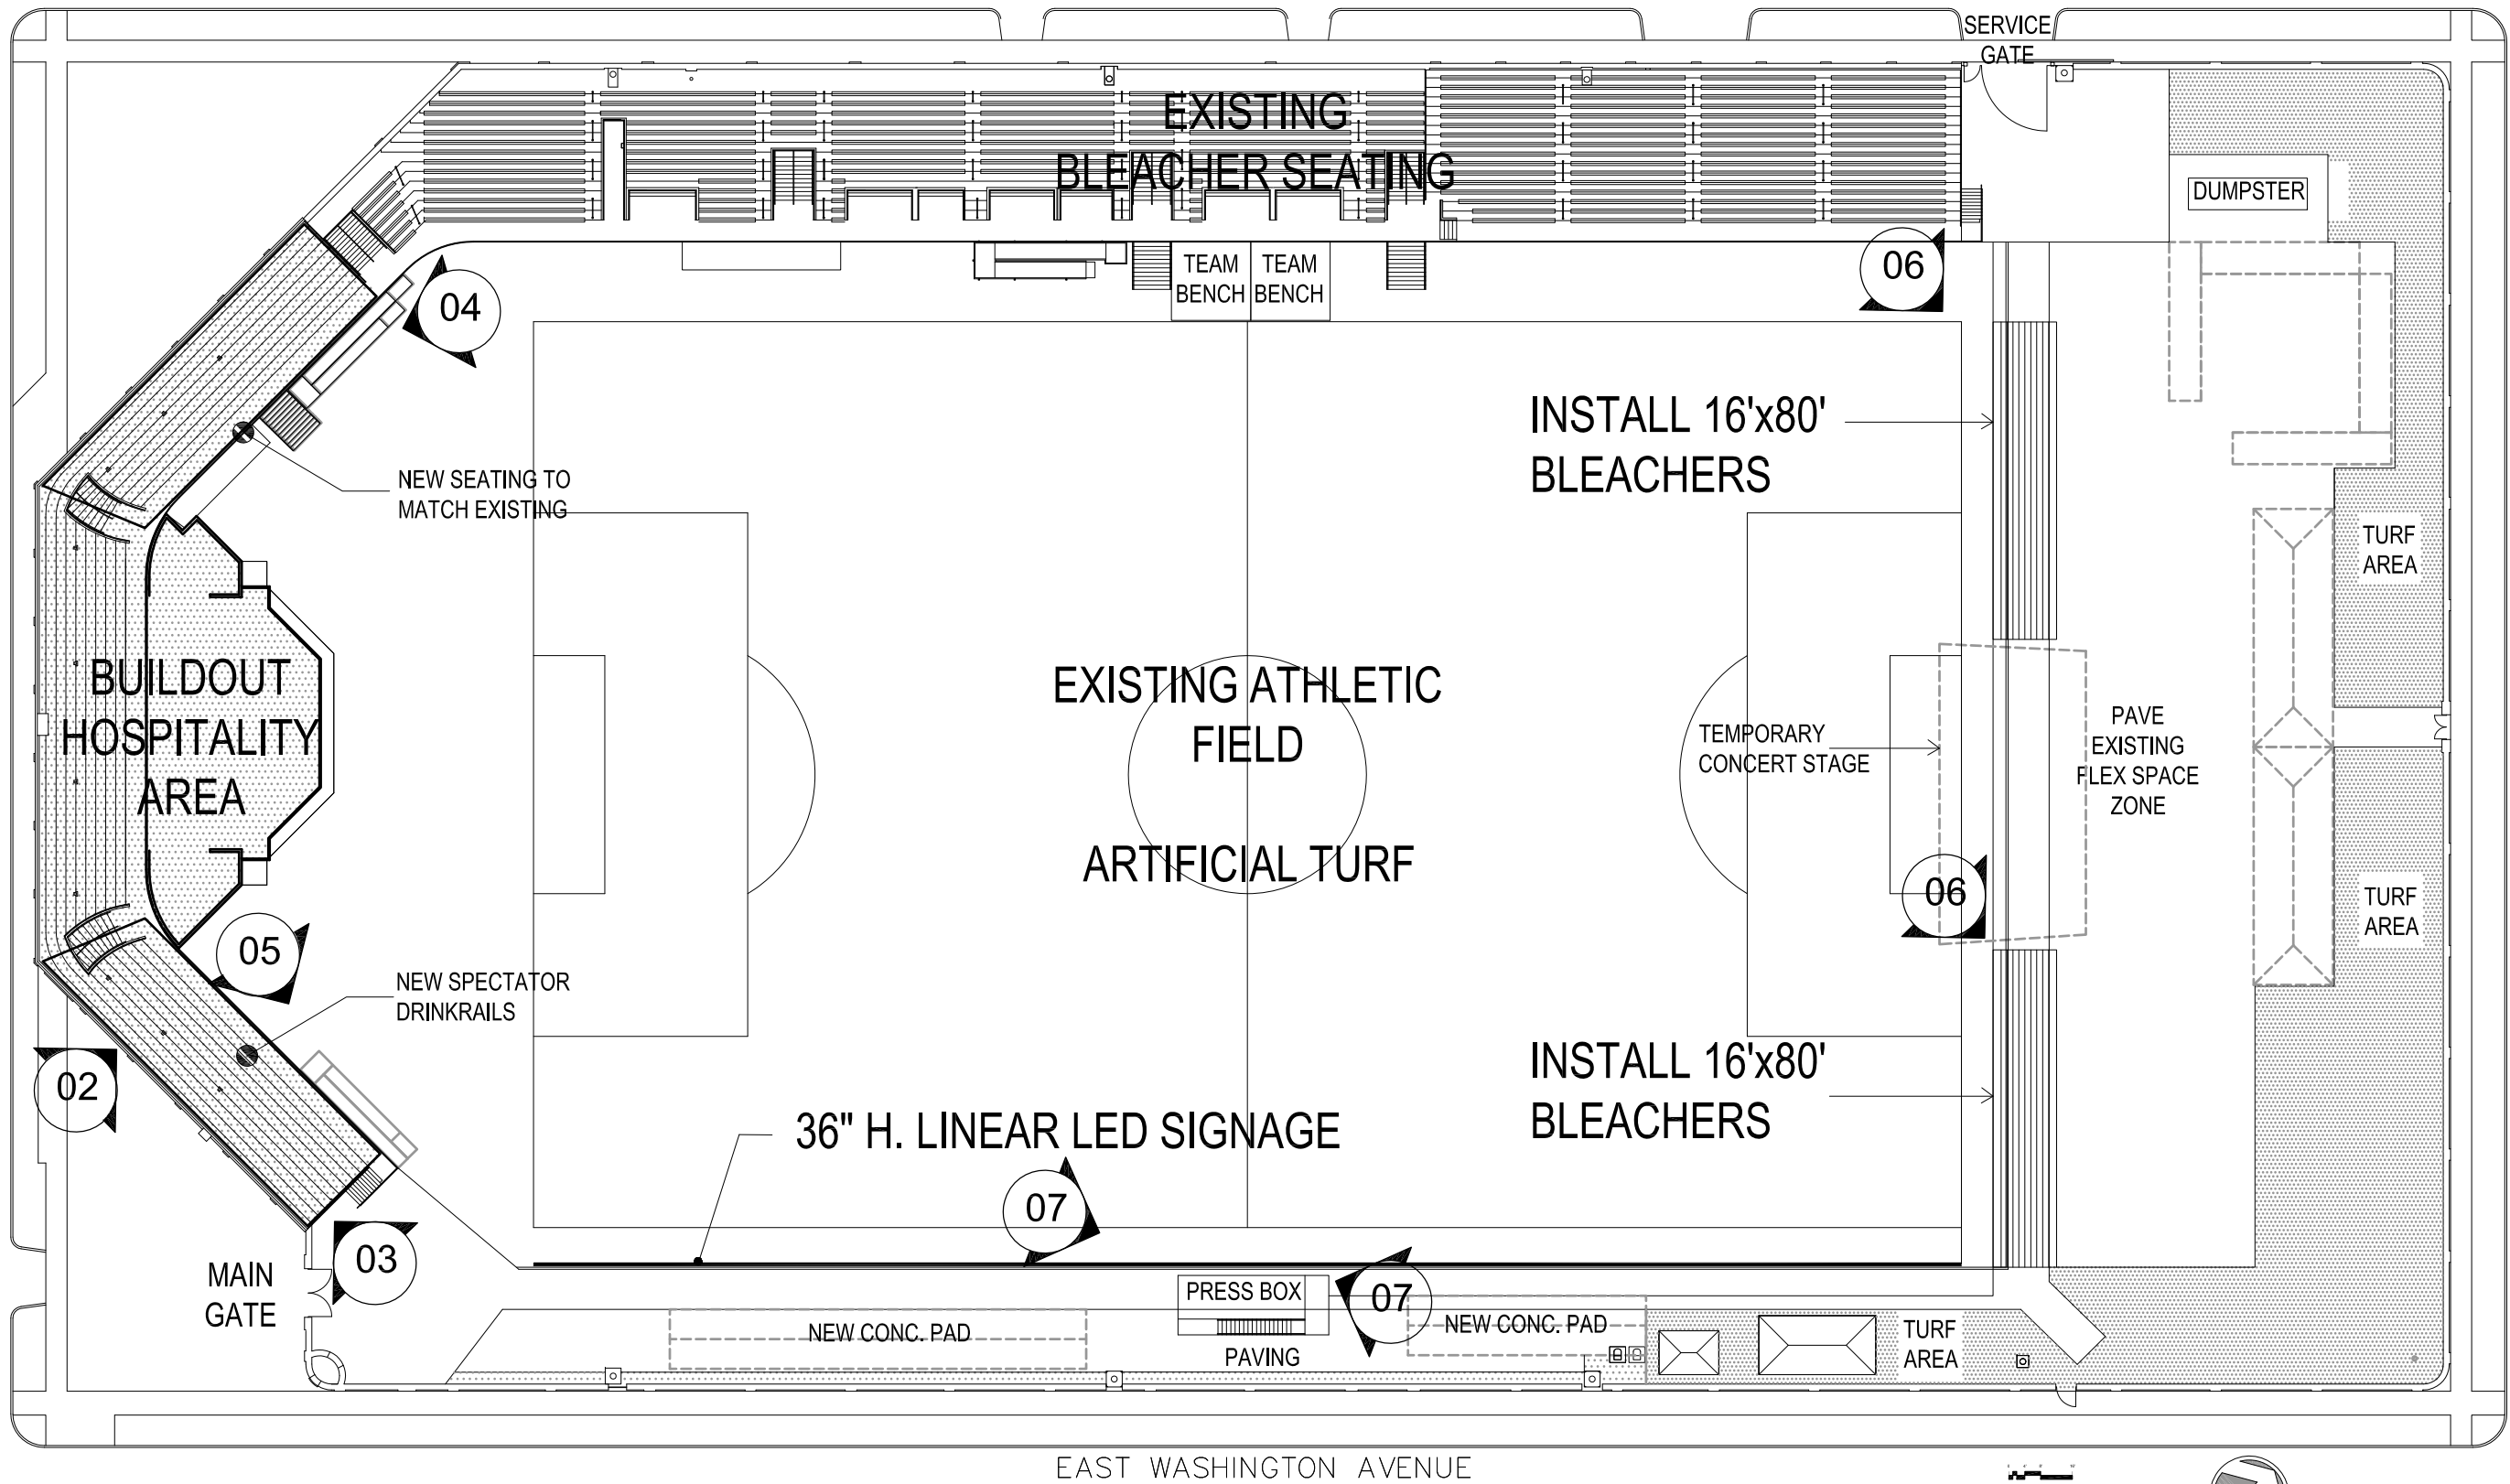 SERVICE
GATE
EXISTING
BLEACHER SEATING
DUMPSTER
TEAM
BENCH
TEAM
BENCH
06
04
INSTALL 16'x80'
BLEACHERS
NEW SEATING TO
MATCH EXISTING
TURF
AREA
BUILDOUT
HOSPITALITY
AREA
EXISTING ATHLETIC
FIELD
ARTIFICIAL TURF
TEMPORARY
CONCERT STAGE
PAVE
EXISTING
FLEX SPACE
ZONE
06
TURF
AREA
05
NEW SPECTATOR
DRINKRAILS
02
INSTALL 16'x80'
BLEACHERS
36" H. LINEAR LED SIGNAGE
07
03
MAIN
GATE
PRESS BOX
07
NEW CONC. PAD
NEW CONC. PAD
PAVING
TURF
AREA
EAST WASHINGTON AVENUE